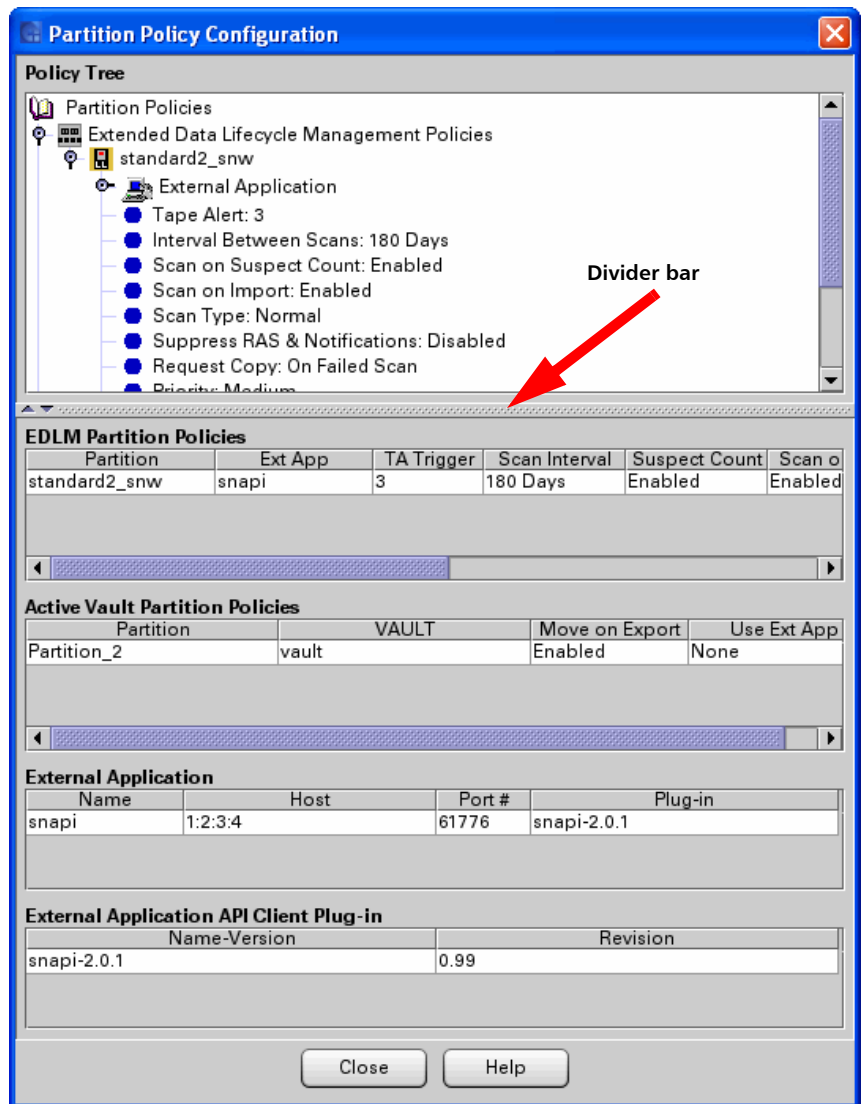 Partition Policy Configuration
Policy Tree
Partition Policies
Extended Data Lifecycle Management Policies
standard2_snw
External Application
Tape Alert: 3
Interval Between Scans: 180 Days
Scan on Suspect Count: Enabled
Divider bar
Scan on Import: Enabled
Scan Type: Normal
Suppress RAS & Notifications: Disabled
Request Copy: On Failed Scan
Priority: Medium
EDLM Partition Policies
Partition Ext App TA Trigger Scan Interval Suspect Count Scan o
standard2_snw snapi 3 180 Days Enabled Enabled
Active Vault Partition Policies
Partition VAULT Move on Export Use Ext App
Partition_2 vault Enabled None
External Application
Name Host Port # Plug-in
snapi 1:2:3:4 61776 snapi-2.0.1
External Application API Client Plug-in
Name-Version Revision
snapi-2.0.1 0.99
Close Help